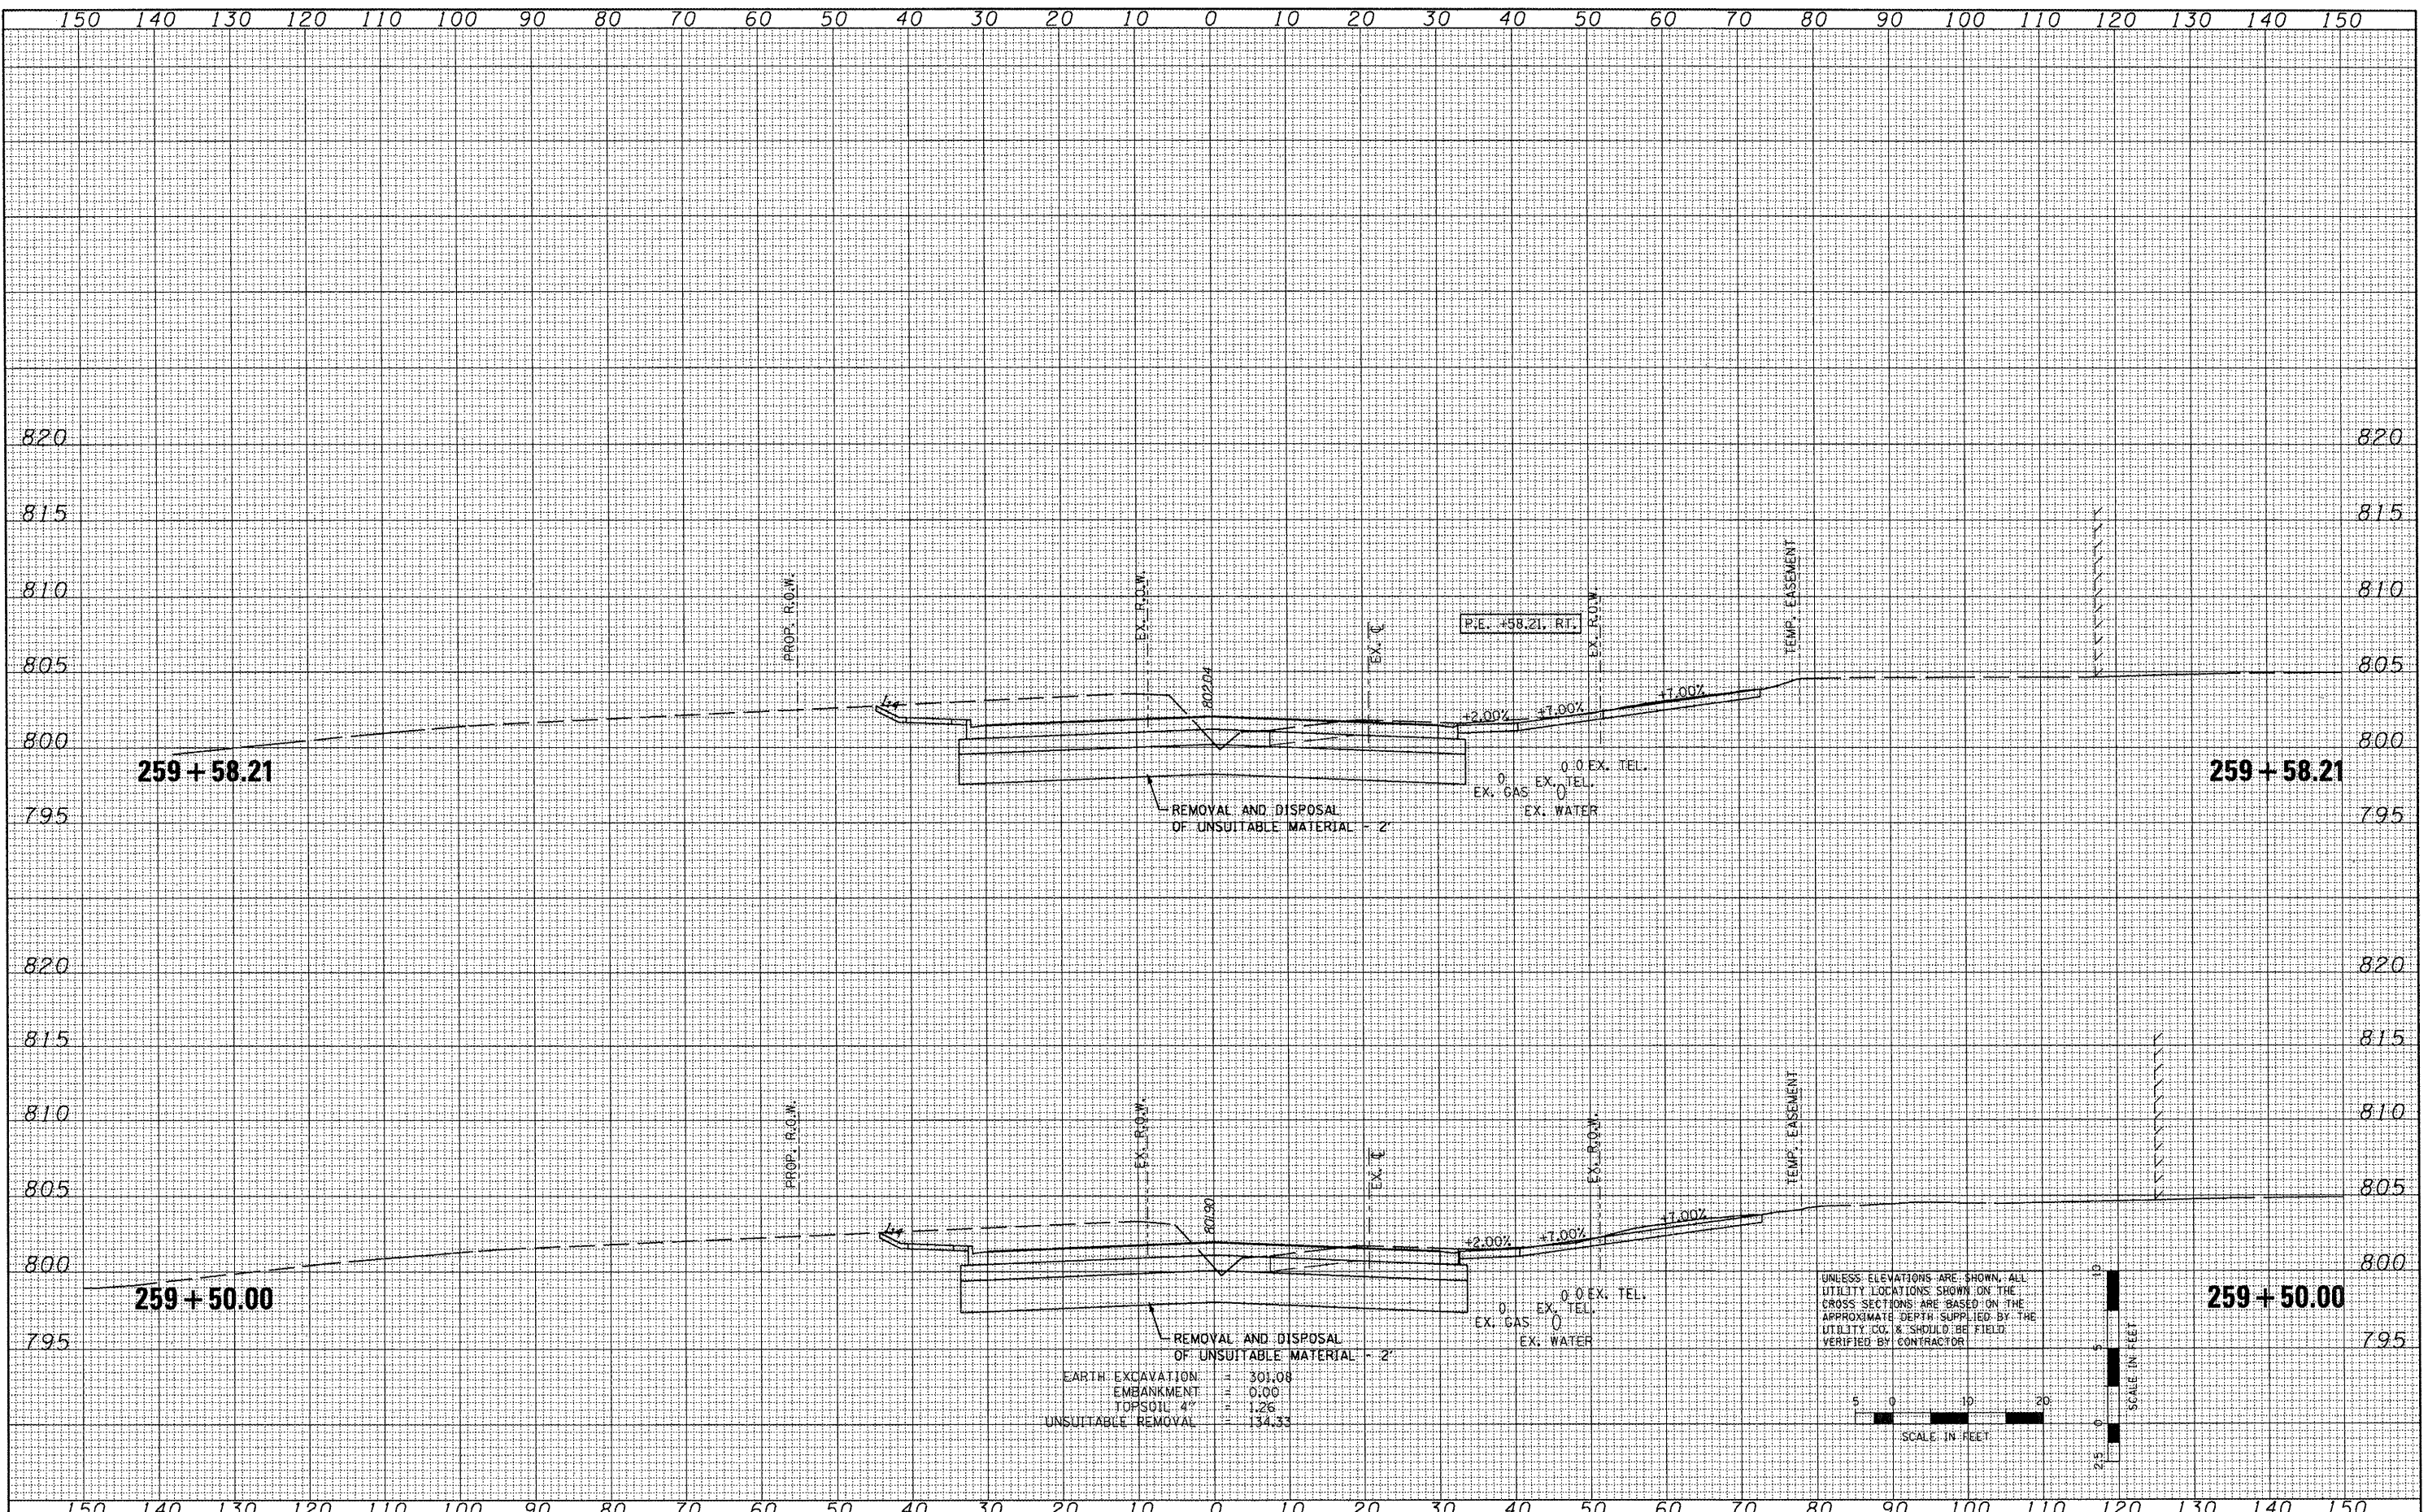 150 140 130 120 110 100 90 80 70 60 50 40 30 20 10 0 10 20 30 40 50 60 70 80 90 100 110 120 130 140 150
820 820
815 815
810 810
805 805
800 800
795 795
PROP. R.O.W.
EX. R.O.W.
802.04
EX. ℄
P.E. +58.21, RT.
EX. R.O.W.
TEMP. EASEMENT
1:4
+2.00%
+7.00%
+7.00%
259+58.21
259+58.21
EX. TEL.
EX. TEL.
EX. GAS
EX. WATER
REMOVAL AND DISPOSAL
OF UNSUITABLE MATERIAL - 2'
820 820
815 815
810 810
805 805
800 800
795 795
PROP. R.O.W.
EX. R.O.W.
801.90
EX. ℄
EX. R.O.W.
TEMP. EASEMENT
1:4
+2.00%
+7.00%
+7.00%
259+50.00
259+50.00
EX. TEL.
EX. TEL.
EX. GAS
EX. WATER
REMOVAL AND DISPOSAL
OF UNSUITABLE MATERIAL - 2'
EARTH EXCAVATION = 301.08
EMBANKMENT = 0.00
TOPSOIL 4" = 1.26
UNSUITABLE REMOVAL = 134.33
UNLESS ELEVATIONS ARE SHOWN, ALL
UTILITY LOCATIONS SHOWN ON THE
CROSS SECTIONS ARE BASED ON THE
APPROXIMATE DEPTH SUPPLIED BY THE
UTILITY CO. & SHOULD BE FIELD
VERIFIED BY CONTRACTOR
5 0 10 20
SCALE IN FEET
10
5
0
2.5
SCALE IN FEET
150 140 130 120 110 100 90 80 70 60 50 40 30 20 10 0 10 20 30 40 50 60 70 80 90 100 110 120 130 140 150